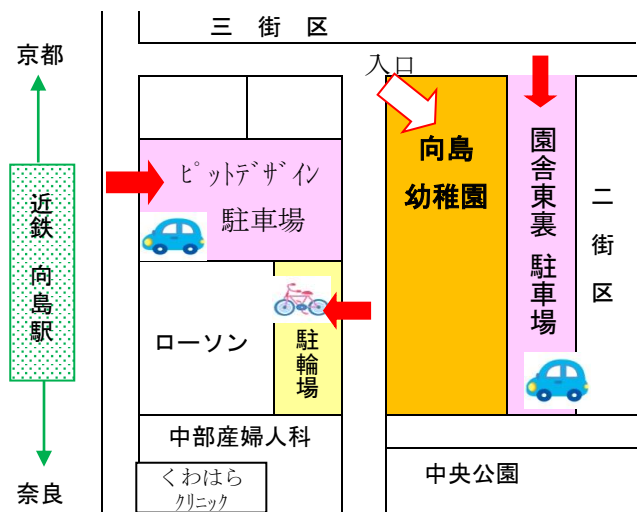 三 街 区
京都
入口
ピットデザイン
駐車場
向島
幼稚園
園舎東裏 駐車場
二街区
近鉄 向島駅
ローソン
駐輪場
中部産婦人科
くわはら
クリニック
中央公園
奈良